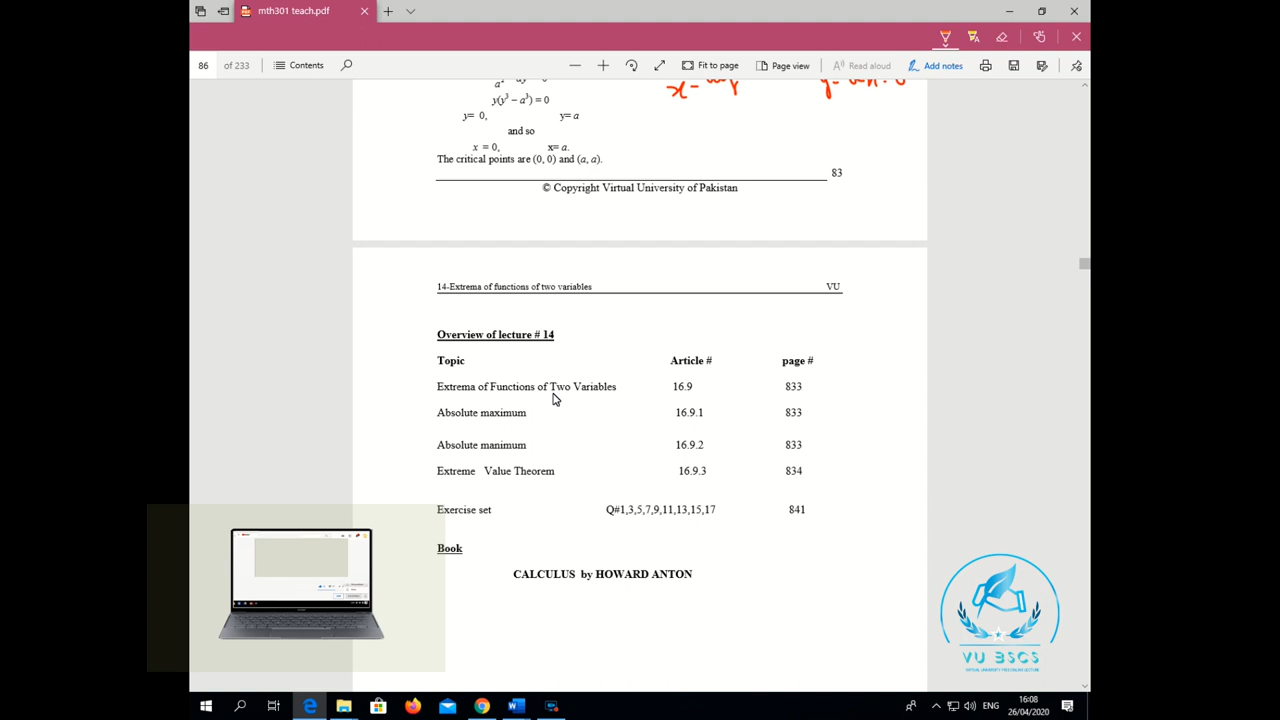 mth301 teach.pdf
86 of 233 Contents Fit to page Page view Read aloud Add notes
y(y³ − a³) = 0
y= 0, y= a
and so
x = 0, x= a.
The critical points are (0, 0) and (a, a).
83
© Copyright Virtual University of Pakistan
14-Extrema of functions of two variables VU
Overview of lecture # 14
Topic Article # page #
Extrema of Functions of Two Variables 16.9 833
Absolute maximum 16.9.1 833
Absolute manimum 16.9.2 833
Extreme Value Theorem 16.9.3 834
Exercise set Q#1,3,5,7,9,11,13,15,17 841
Book
CALCULUS by HOWARD ANTON
VU BSCS
16:08
ENG
26/04/2020